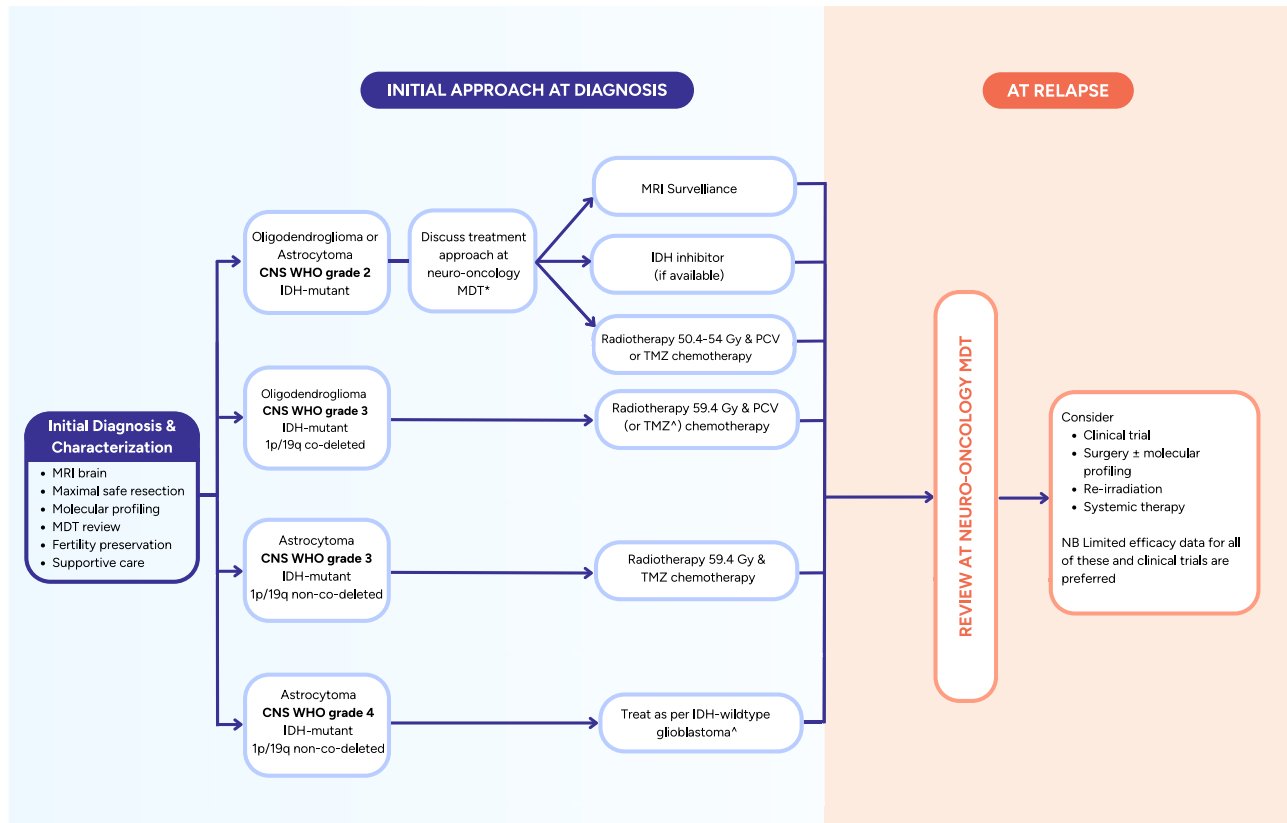 INITIAL APPROACH AT DIAGNOSIS
AT RELAPSE
Initial Diagnosis &
Characterization
• MRI brain
• Maximal safe resection
• Molecular profiling
• MDT review
• Fertility preservation
• Supportive care
Oligodendroglioma or
Astrocytoma
CNS WHO grade 2
IDH-mutant
Discuss treatment
approach at
neuro-oncology
MDT*
MRI Survelliance
IDH inhibitor
(if available)
Radiotherapy 50.4-54 Gy & PCV
or TMZ chemotherapy
Oligodendroglioma
CNS WHO grade 3
IDH-mutant
1p/19q co-deleted
Radiotherapy 59.4 Gy & PCV
(or TMZ^) chemotherapy
Astrocytoma
CNS WHO grade 3
IDH-mutant
1p/19q non-co-deleted
Radiotherapy 59.4 Gy &
TMZ chemotherapy
Astrocytoma
CNS WHO grade 4
IDH-mutant
1p/19q non-co-deleted
Treat as per IDH-wildtype
glioblastoma^
REVIEW AT NEURO-ONCOLOGY MDT
Consider
• Clinical trial
• Surgery ± molecular
profiling
• Re-irradiation
• Systemic therapy
NB Limited efficacy data for all
of these and clinical trials are
preferred